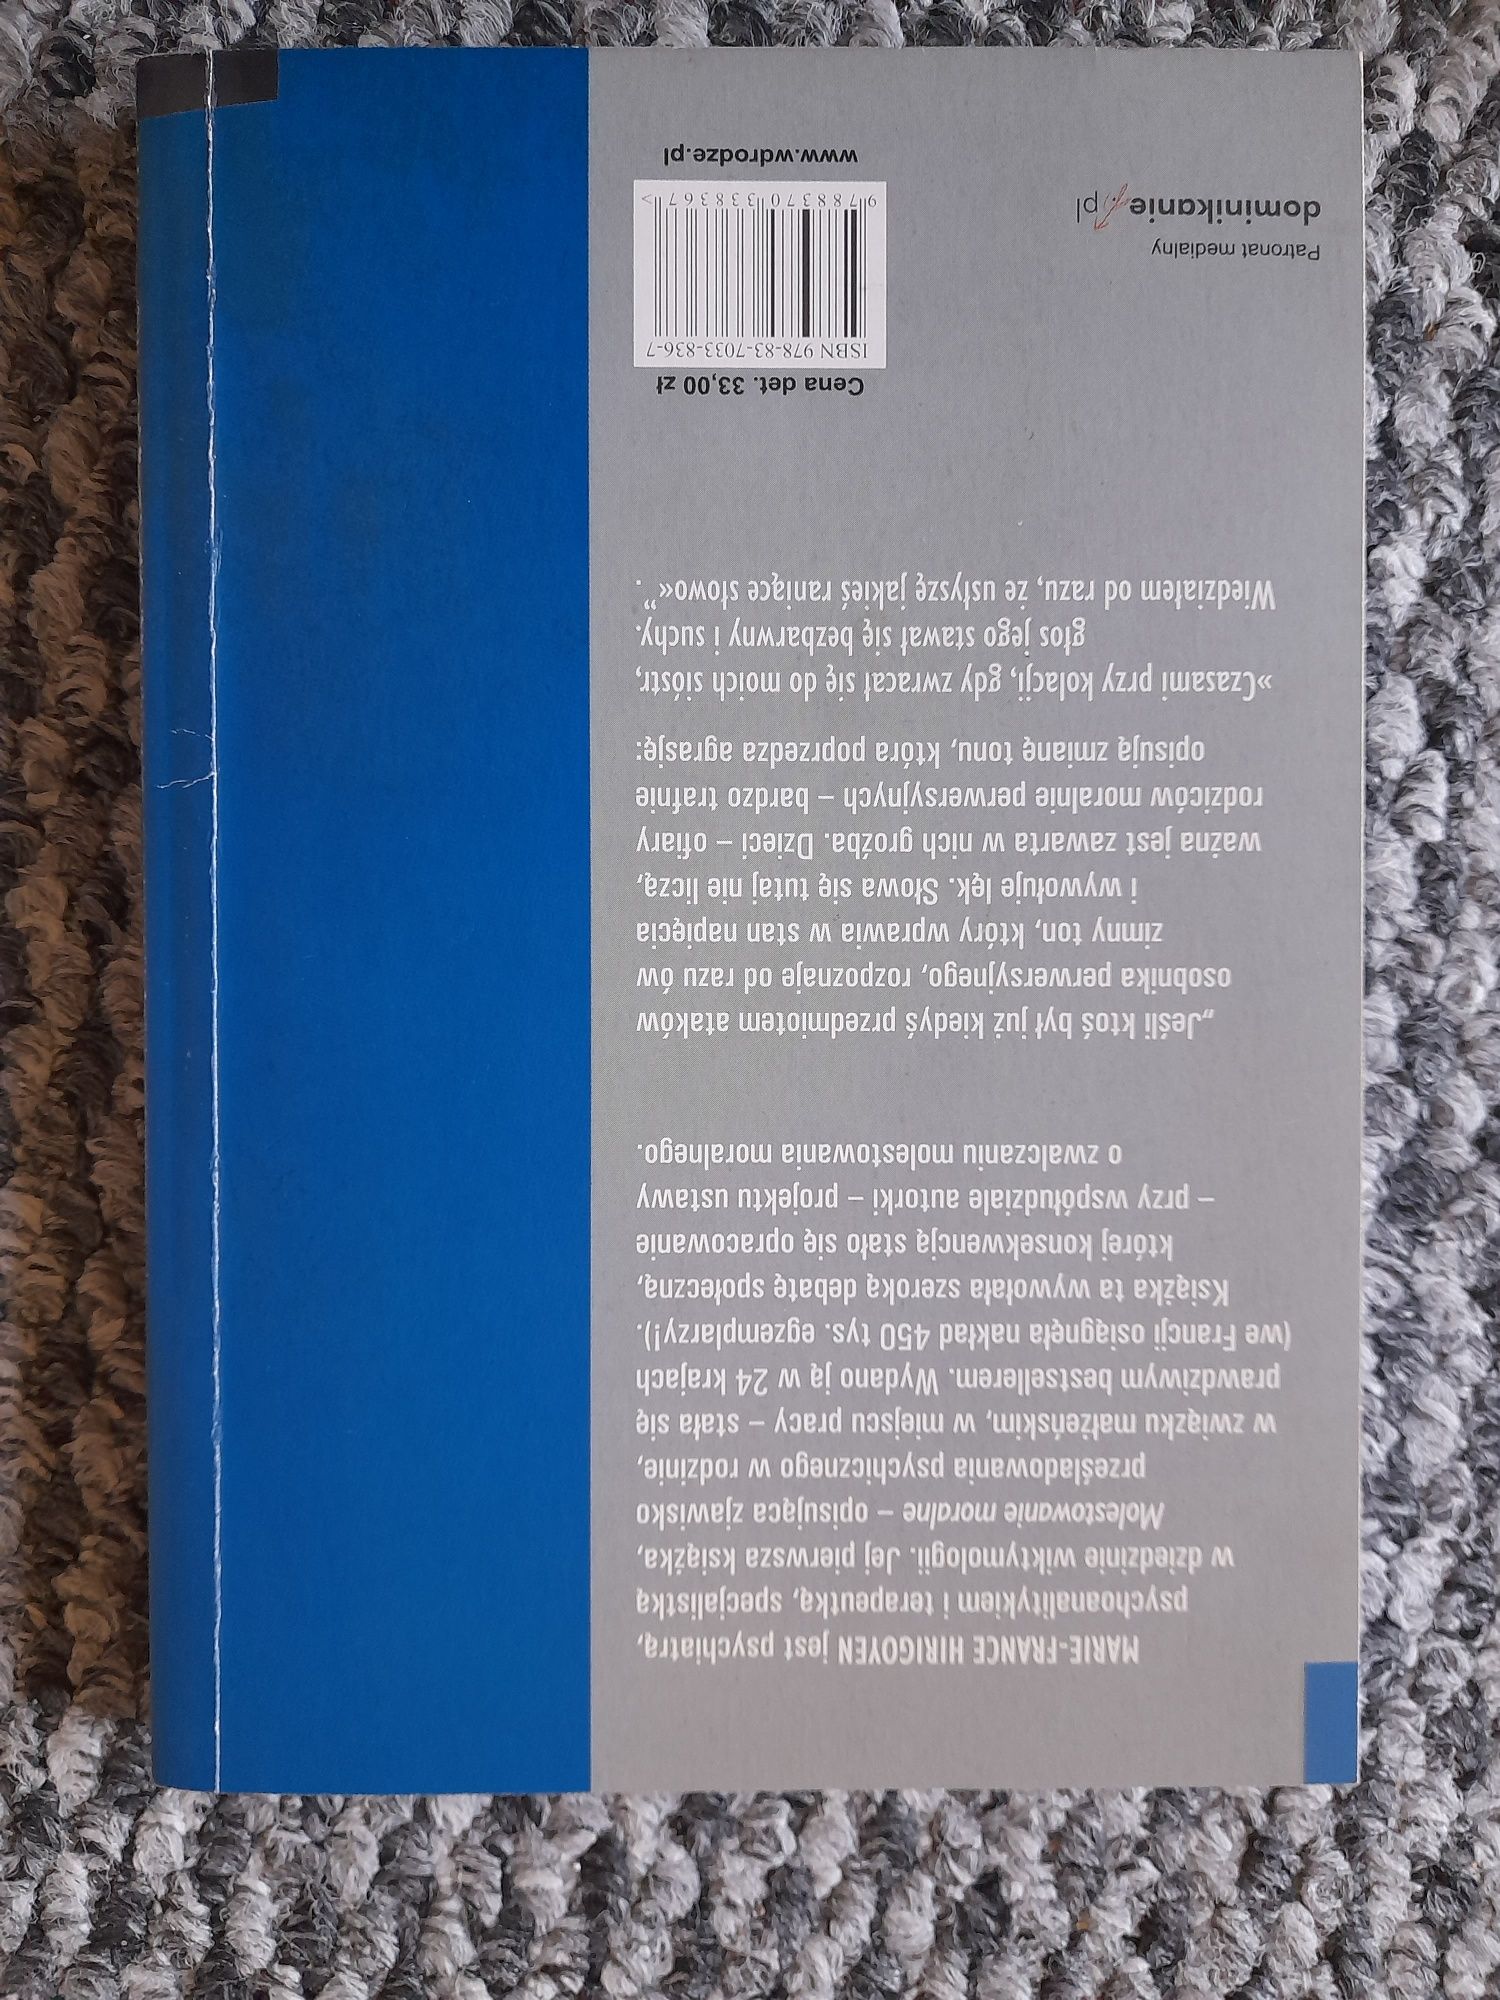 MARIE-FRANCE HIRIGOYEN jest psychiatrą,
psychoanalitykiem i terapeutką, specjalistką
w dziedzinie wiktymologii. Jej pierwsza książka,
Molestowanie moralne – opisująca zjawisko
prześladowania psychicznego w rodzinie,
w związku małżeńskim, w miejscu pracy – stała się
prawdziwym bestsellerem. Wydano ją w 24 krajach
(we Francji osiągnęła nakład 450 tys. egzemplarzy!).
Książka ta wywołała szeroką debatę społeczną,
której konsekwencją stało się opracowanie
– przy współudziale autorki – projektu ustawy
o zwalczaniu molestowania moralnego.
„Jeśli ktoś był już kiedyś przedmiotem ataków
osobnika perwersyjnego, rozpoznaje od razu ów
zimny ton, który wprawia w stan napięcia
i wywołuje lęk. Słowa się tutaj nie liczą,
ważna jest zawarta w nich groźba. Dzieci – ofiary
rodziców moralnie perwersyjnych – bardzo trafnie
opisują zmianę tonu, która poprzedza agrasję:
»Czasami przy kolacji, gdy zwracał się do moich sióstr,
głos jego stawał się bezbarwny i suchy.
Wiedziałem od razu, że usłyszę jakieś raniące słowo«”.
Cena det. 33,00 zł
ISBN 978-83-7033-836-7
9 788370 338367 >
www.wdrodze.pl
Patronat medialny
dominikanie.pl